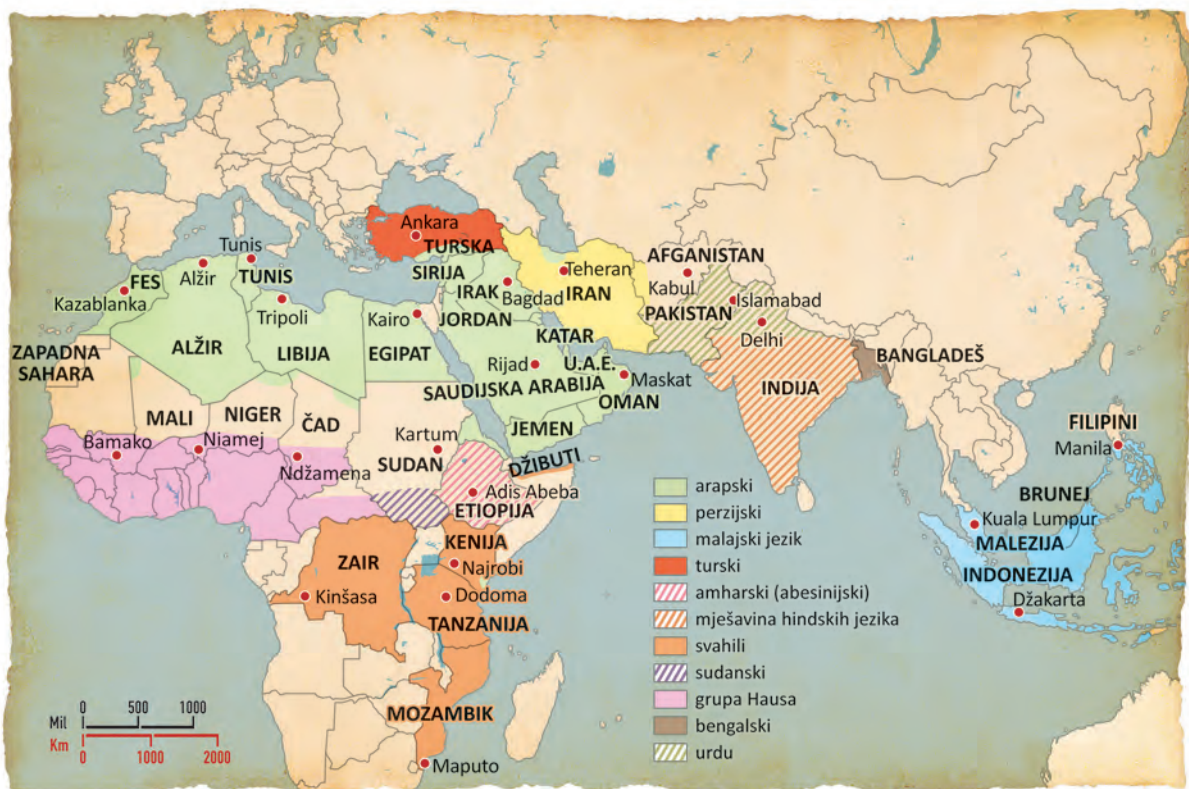 Ankara
TURSKA
Tunis
Alžir
TUNIS
FES
Kazablanka
Tripoli
SIRIJA
IRAK
Bagdad
Teheran
IRAN
AFGANISTAN
Kabul
Islamabad
PAKISTAN
Delhi
Kairo
JORDAN
ALŽIR
LIBIJA
EGIPAT
KATAR
ZAPADNA
SAHARA
Rijad
U.A.E.
SAUDIJSKA ARABIJA
Maskat
OMAN
INDIJA
BANGLADEŠ
MALI
NIGER
ČAD
JEMEN
FILIPINI
Manila
Bamako
Niamej
Ndžamena
Kartum
SUDAN
DŽIBUTI
Adis Abeba
ETIOPIJA
BRUNEJ
Kuala Lumpur
MALEZIJA
INDONEZIJA
Džakarta
ZAIR
KENIJA
Najrobi
Kinšasa
Dodoma
TANZANIJA
MOZAMBIK
Maputo
arapski
perzijski
malajski jezik
turski
amharski (abesinijski)
mješavina hindskih jezika
svahili
sudanski
grupa Hausa
bengalski
urdu
0 500 1000
Mil
Km
0 1000 2000